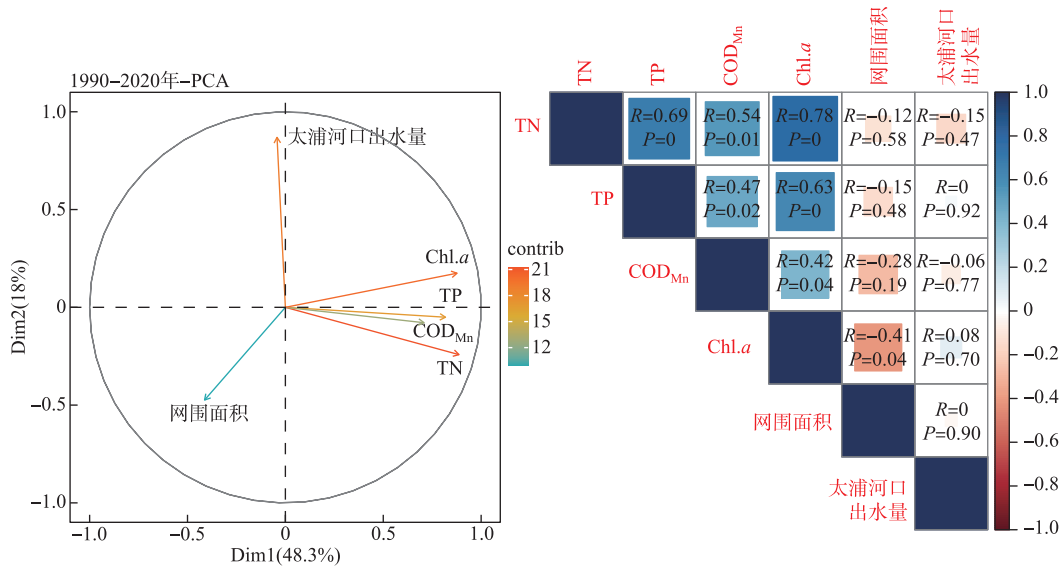 1990−2020年−PCA
Dim2(18%)
1.0
0.5
0
−0.5
−1.0
太浦河口出水量
Chl.a
TP
COD_Mn
TN
网围面积
−1.0 −0.5 0 0.5 1.0
Dim1(48.3%)
contrib
21
18
15
12
TN TP COD_Mn Chl.a 网围面积 太浦河口
出水量
TN R=0.69 R=0.54 R=0.78 R=−0.12 R=−0.15
P=0 P=0.01 P=0 P=0.58 P=0.47
TP R=0.47 R=0.63 R=−0.15 R=0
P=0.02 P=0 P=0.48 P=0.92
COD_Mn R=0.42 R=−0.28 R=−0.06
P=0.04 P=0.19 P=0.77
Chl.a R=−0.41 R=0.08
P=0.04 P=0.70
网围面积 R=0
P=0.90
太浦河口
出水量
1.0
0.8
0.6
0.4
0.2
0
−0.2
−0.4
−0.6
−0.8
−1.0